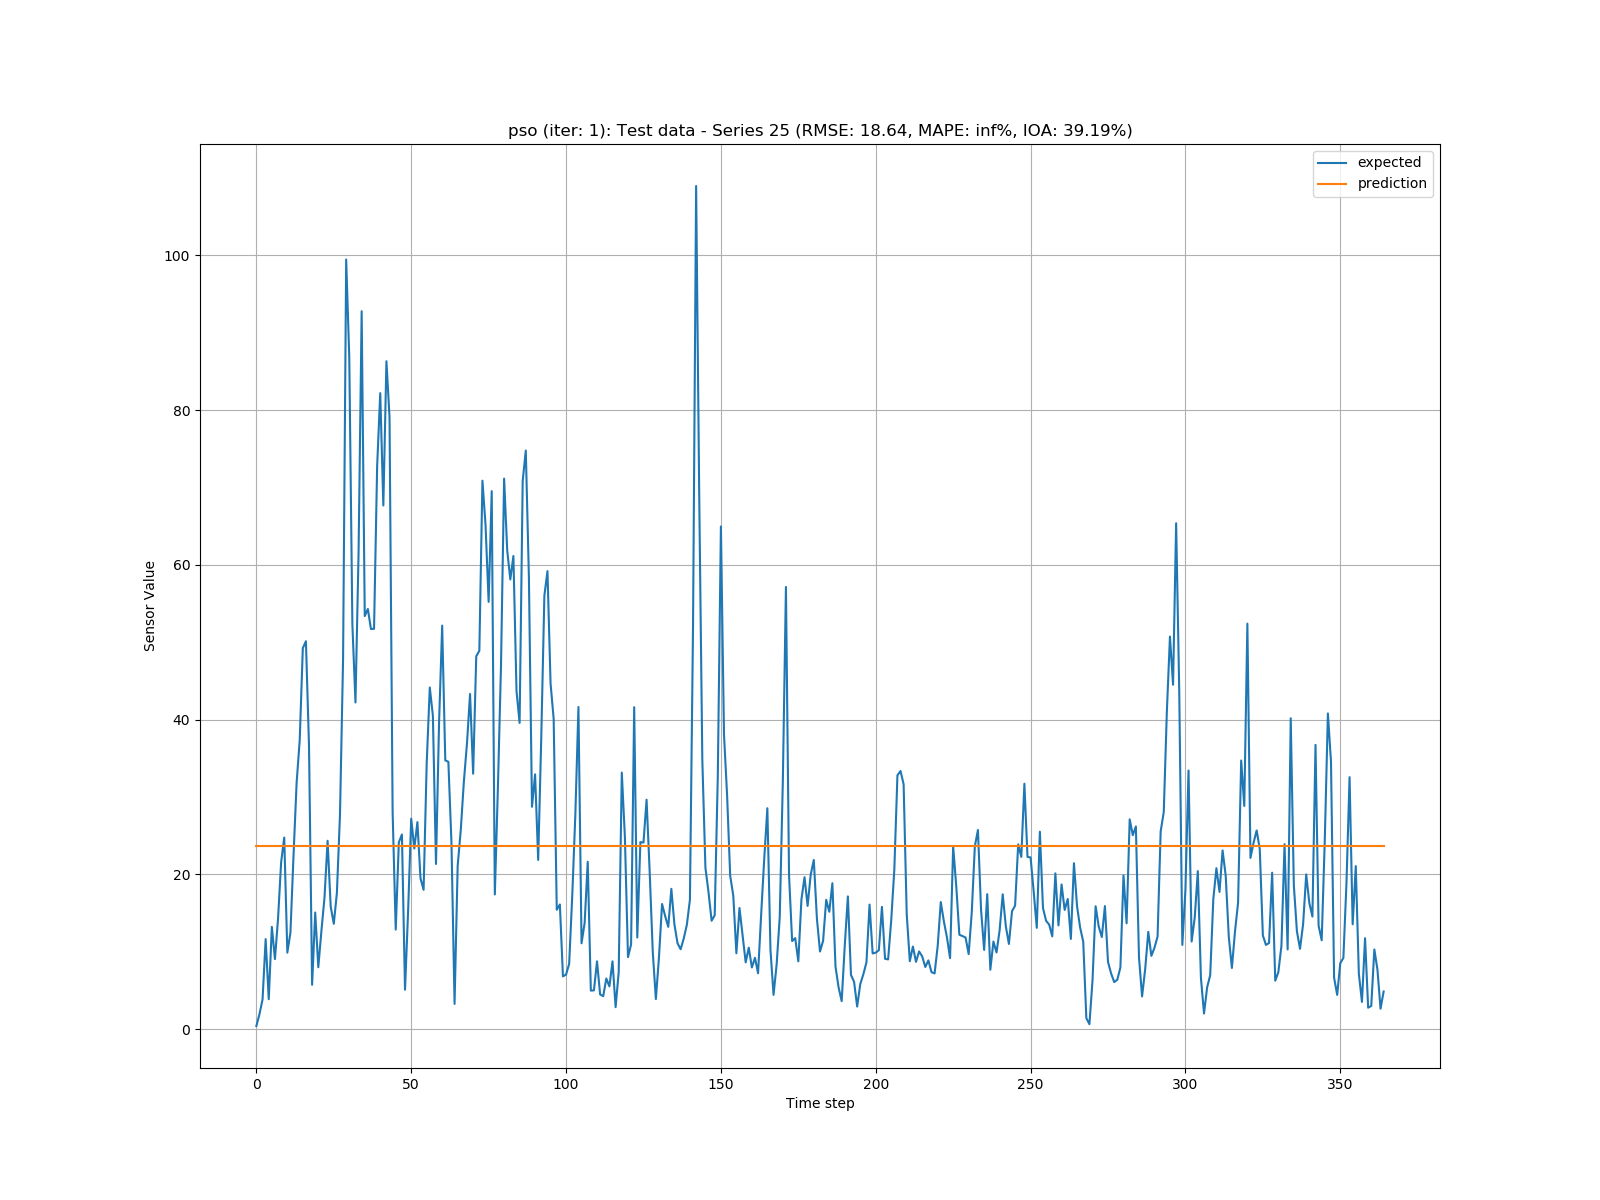 pso (iter: 1): Test data - Series 25 (RMSE: 18.64, MAPE: inf%, IOA: 39.19%)
expected
prediction
100
80
60
40
20
0
Sensor Value
0 50 100 150 200 250 300 350
Time step